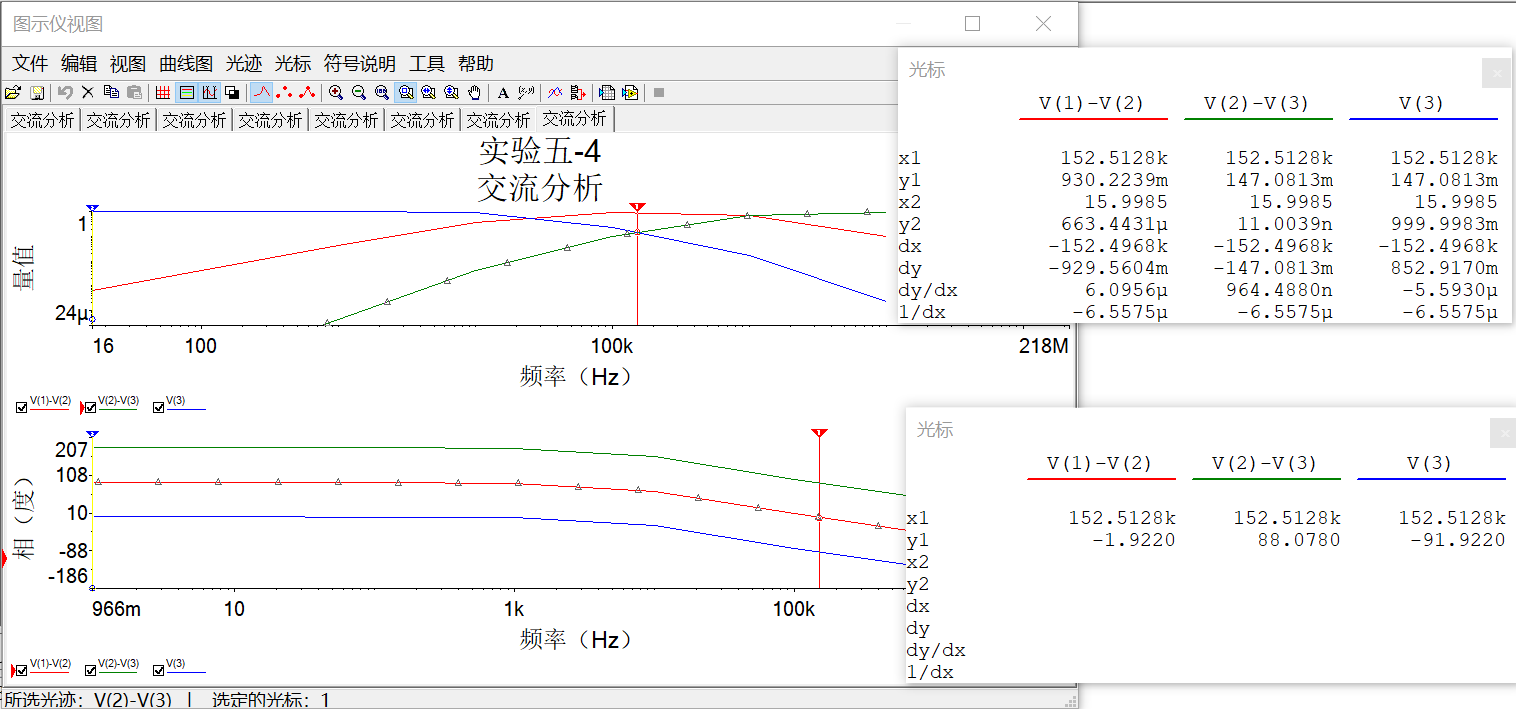 图示仪视图
文件 编辑 视图 曲线图 光迹 光标 符号说明 工具 帮助
交流分析 交流分析 交流分析 交流分析 交流分析 交流分析 交流分析 交流分析
实验五-4
交流分析
量值
1
24µ
16 100 100k 218M
频率（Hz）
V(1)-V(2) V(2)-V(3) V(3)
相（度）
207
108
10
-88
-186
966m 10 1k 100k
频率（Hz）
V(1)-V(2) V(2)-V(3) V(3)
所选光迹: V(2)-V(3) | 选定的光标: 1
光标
V(1)-V(2) V(2)-V(3) V(3)
x1 152.5128k 152.5128k 152.5128k
y1 930.2239m 147.0813m 147.0813m
x2 15.9985 15.9985 15.9985
y2 663.4431µ 11.0039n 999.9983m
dx -152.4968k -152.4968k -152.4968k
dy -929.5604m -147.0813m 852.9170m
dy/dx 6.0956µ 964.4880n -5.5930µ
1/dx -6.5575µ -6.5575µ -6.5575µ
光标
V(1)-V(2) V(2)-V(3) V(3)
x1 152.5128k 152.5128k 152.5128k
y1 -1.9220 88.0780 -91.9220
x2
y2
dx
dy
dy/dx
1/dx